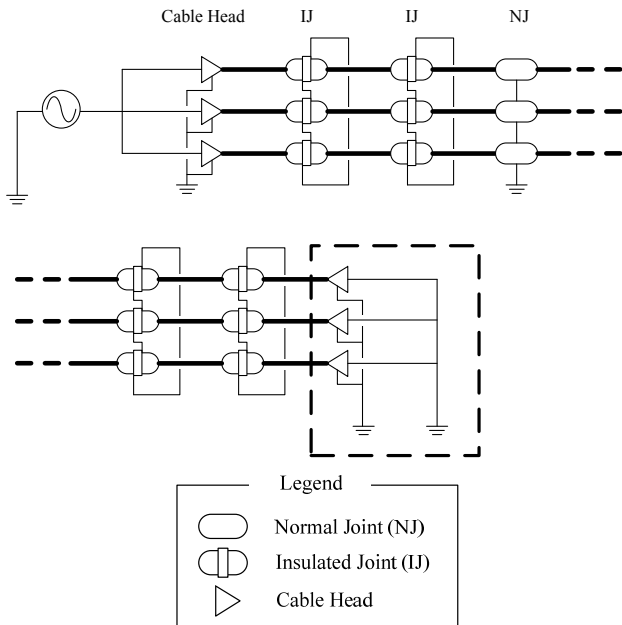 Cable Head IJ IJ NJ
Legend
Normal Joint (NJ)
Insulated Joint (IJ)
Cable Head